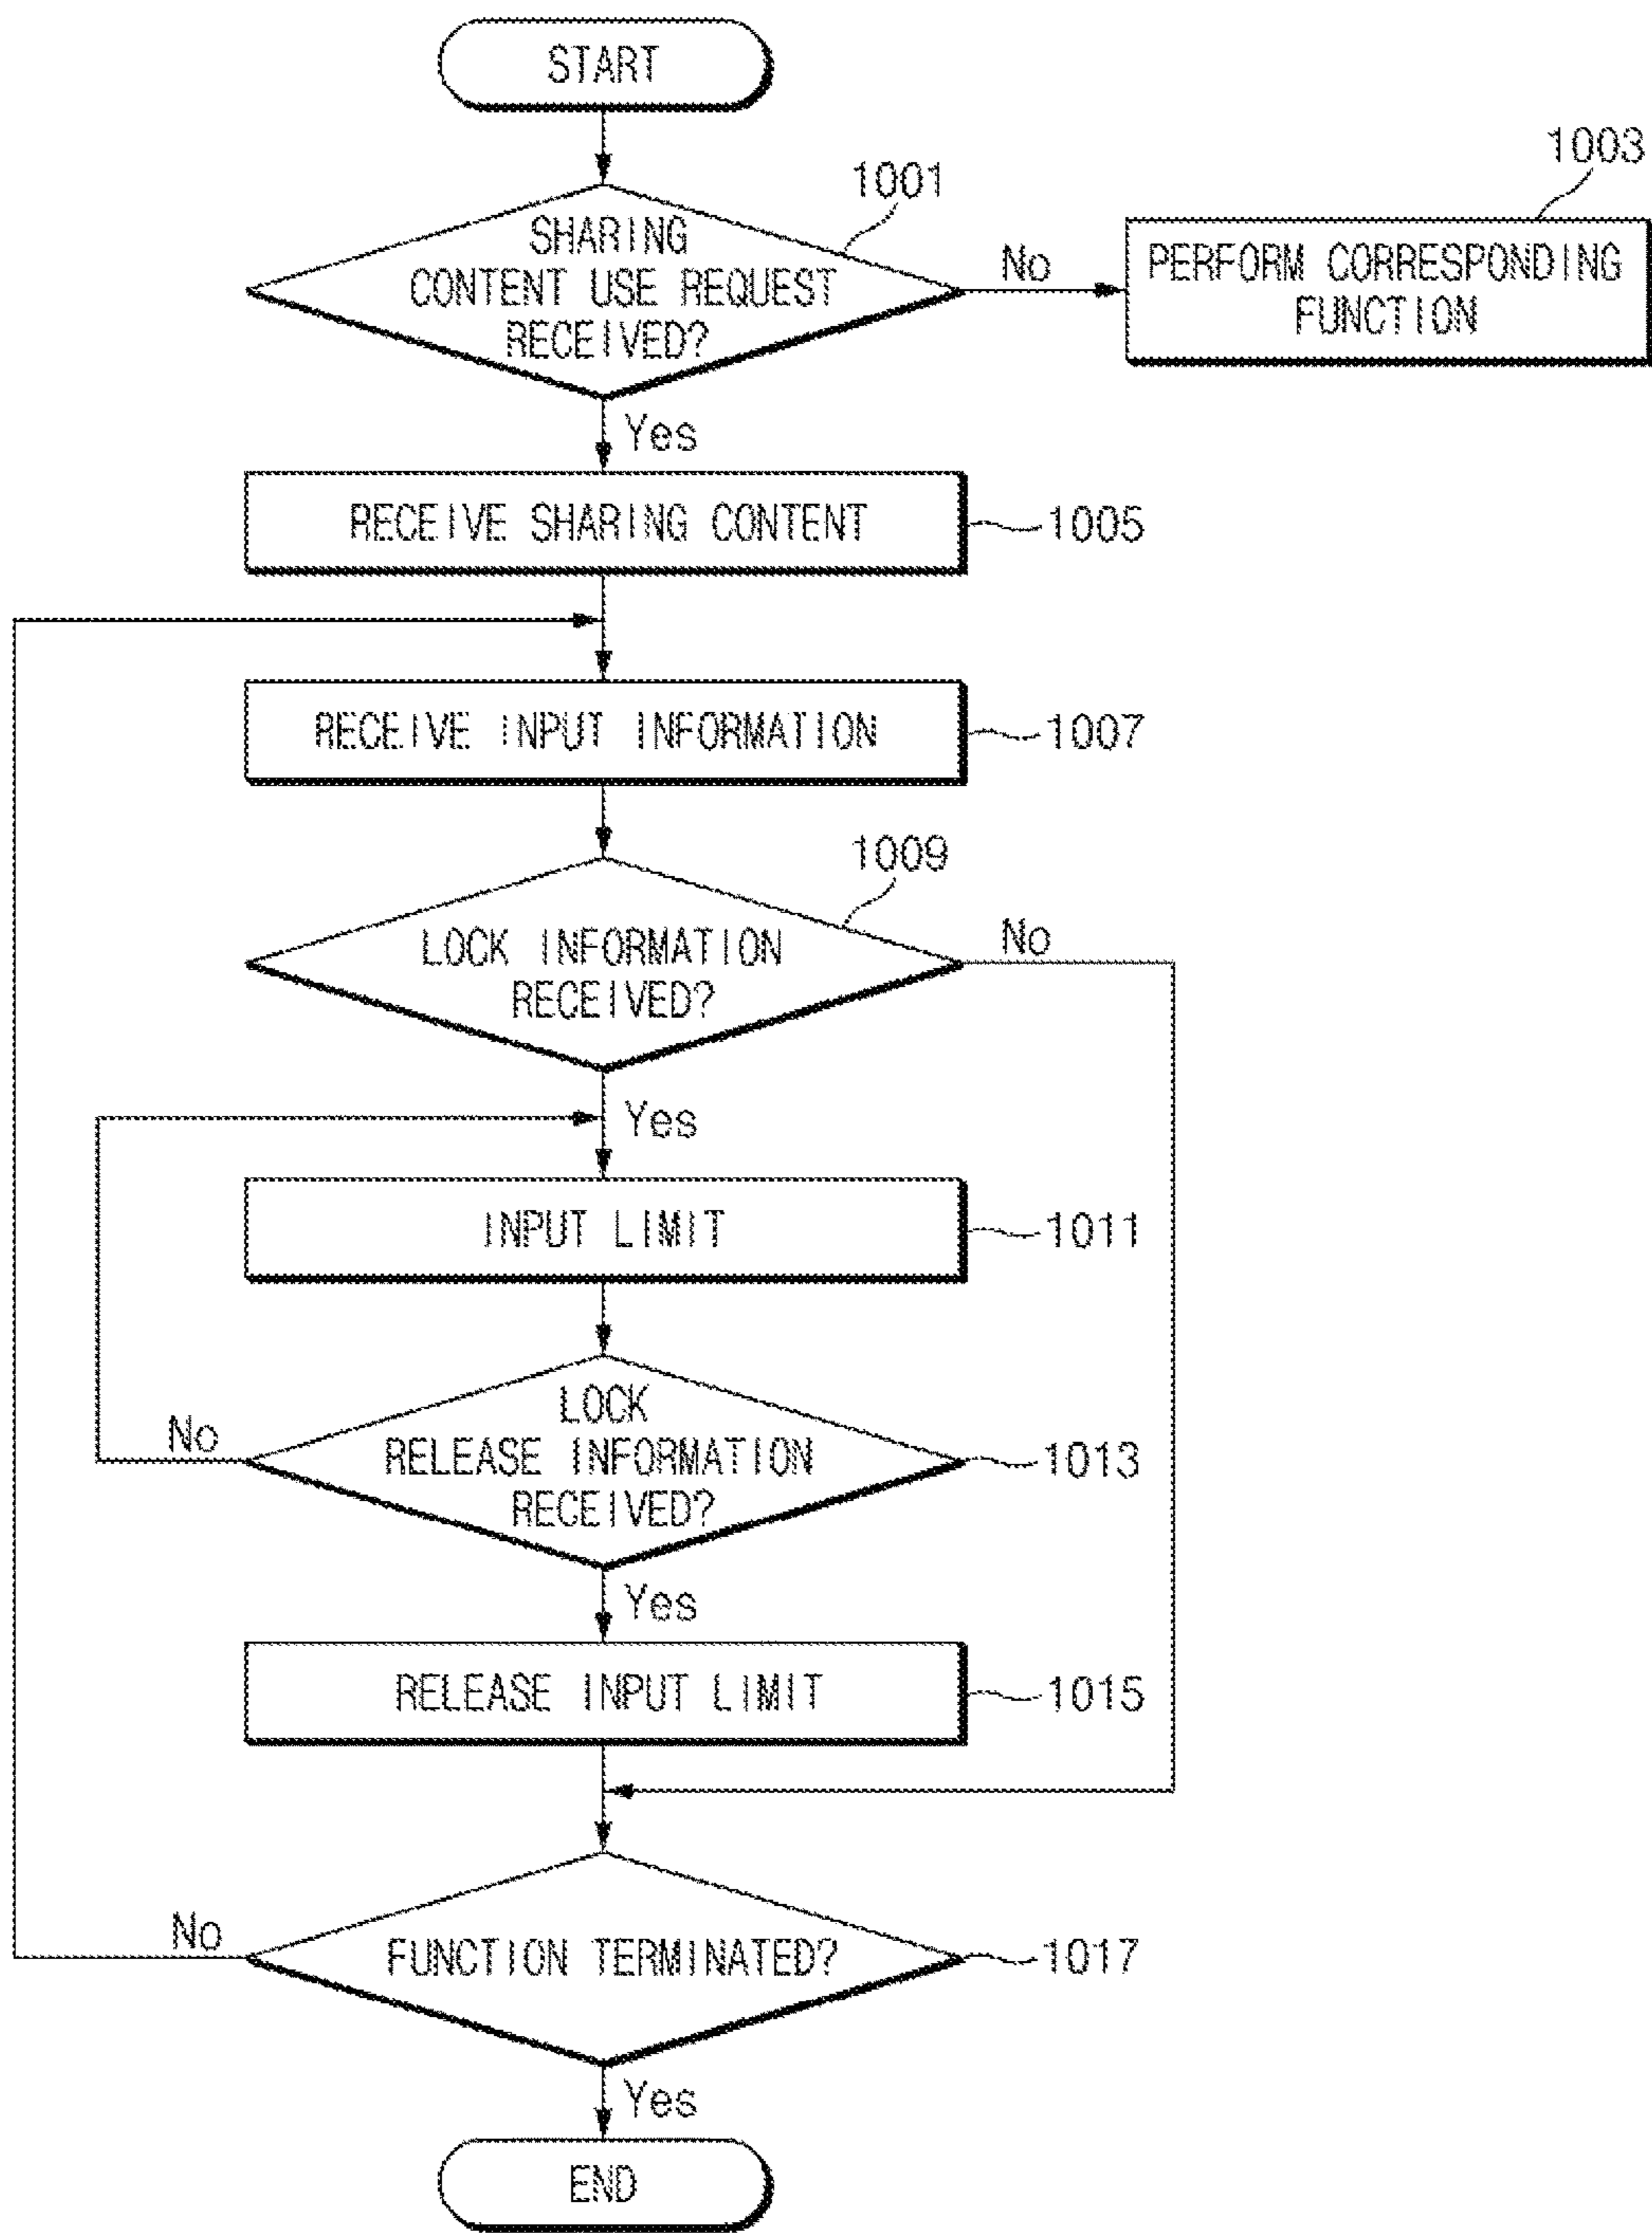 START
1001
SHARING
CONTENT USE REQUEST
RECEIVED?
No
1003
PERFORM CORRESPONDING
FUNCTION
Yes
RECEIVE SHARING CONTENT
1005
RECEIVE INPUT INFORMATION
1007
1009
LOCK INFORMATION
RECEIVED?
No
Yes
INPUT LIMIT
1011
LOCK
RELEASE INFORMATION
RECEIVED?
No
1013
Yes
RELEASE INPUT LIMIT
1015
No
FUNCTION TERMINATED?
1017
Yes
END